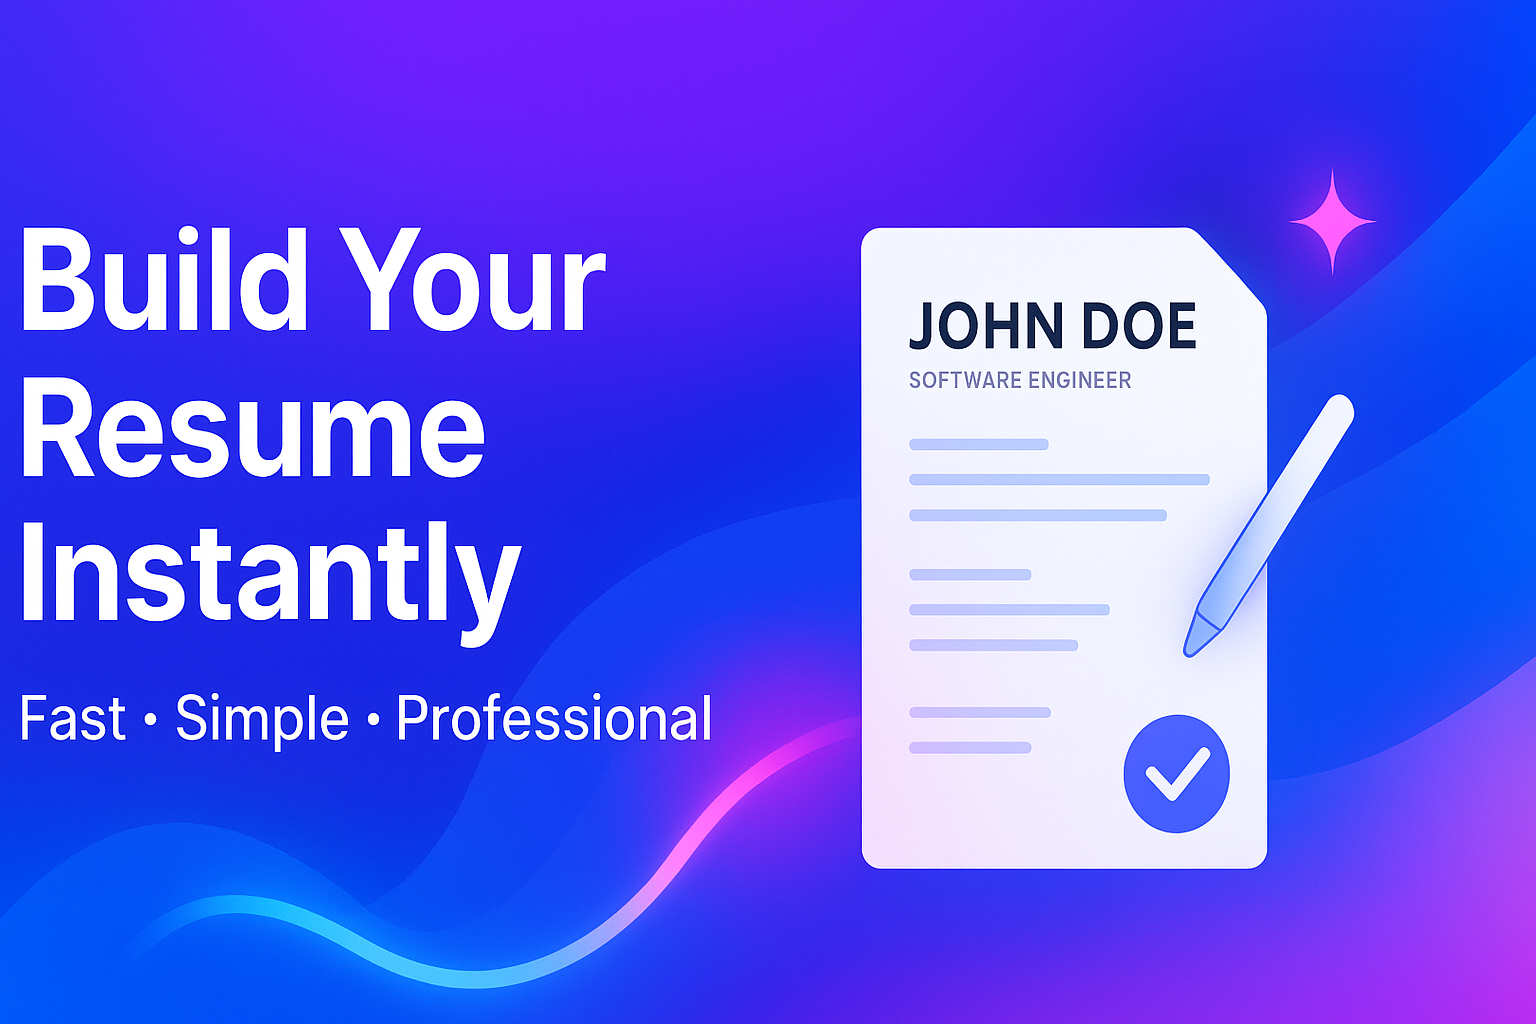 Build Your
Resume
Instantly
Fast • Simple • Professional
JOHN DOE
SOFTWARE ENGINEER